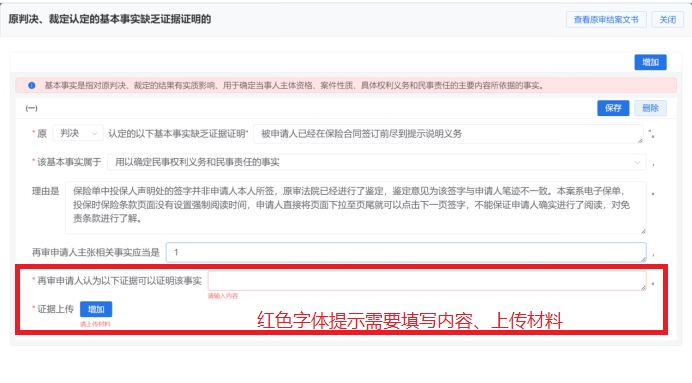 原判决、裁定认定的基本事实缺乏证据证明的 查看原审结案文书 关闭
增加
基本事实是指对原判决、裁定的结果有实质影响、用于确定当事人主体资格、案件性质、具体权利义务和民事责任的主要内容所依据的事实。
(一) 保存 删除
* 原 判决 认定的以下基本事实缺乏证据证明* 被申请人已经在保险合同签订前尽到提示说明义务 "。
* 该基本事实属于 用以确定民事权利义务和民事责任的事实 ，
理由是 保险单中投保人声明处的签字并非申请人本人所签，原审法院已经进行了鉴定，鉴定意见为该签字与申请人笔迹不一致。本案系电子保单，
投保时保险条款页面没有设置强制阅读时间，申请人直接将页面下拉至页尾就可以点击下一页签字，不能保证申请人确实进行了阅读，对免
责条款进行了了解。 。
再审申请人主张相关事实应当是 1 ，
* 再审申请人认为以下证据可以证明该事实 。
请输入内容
* 证据上传 增加
请上传材料
红色字体提示需要填写内容、上传材料